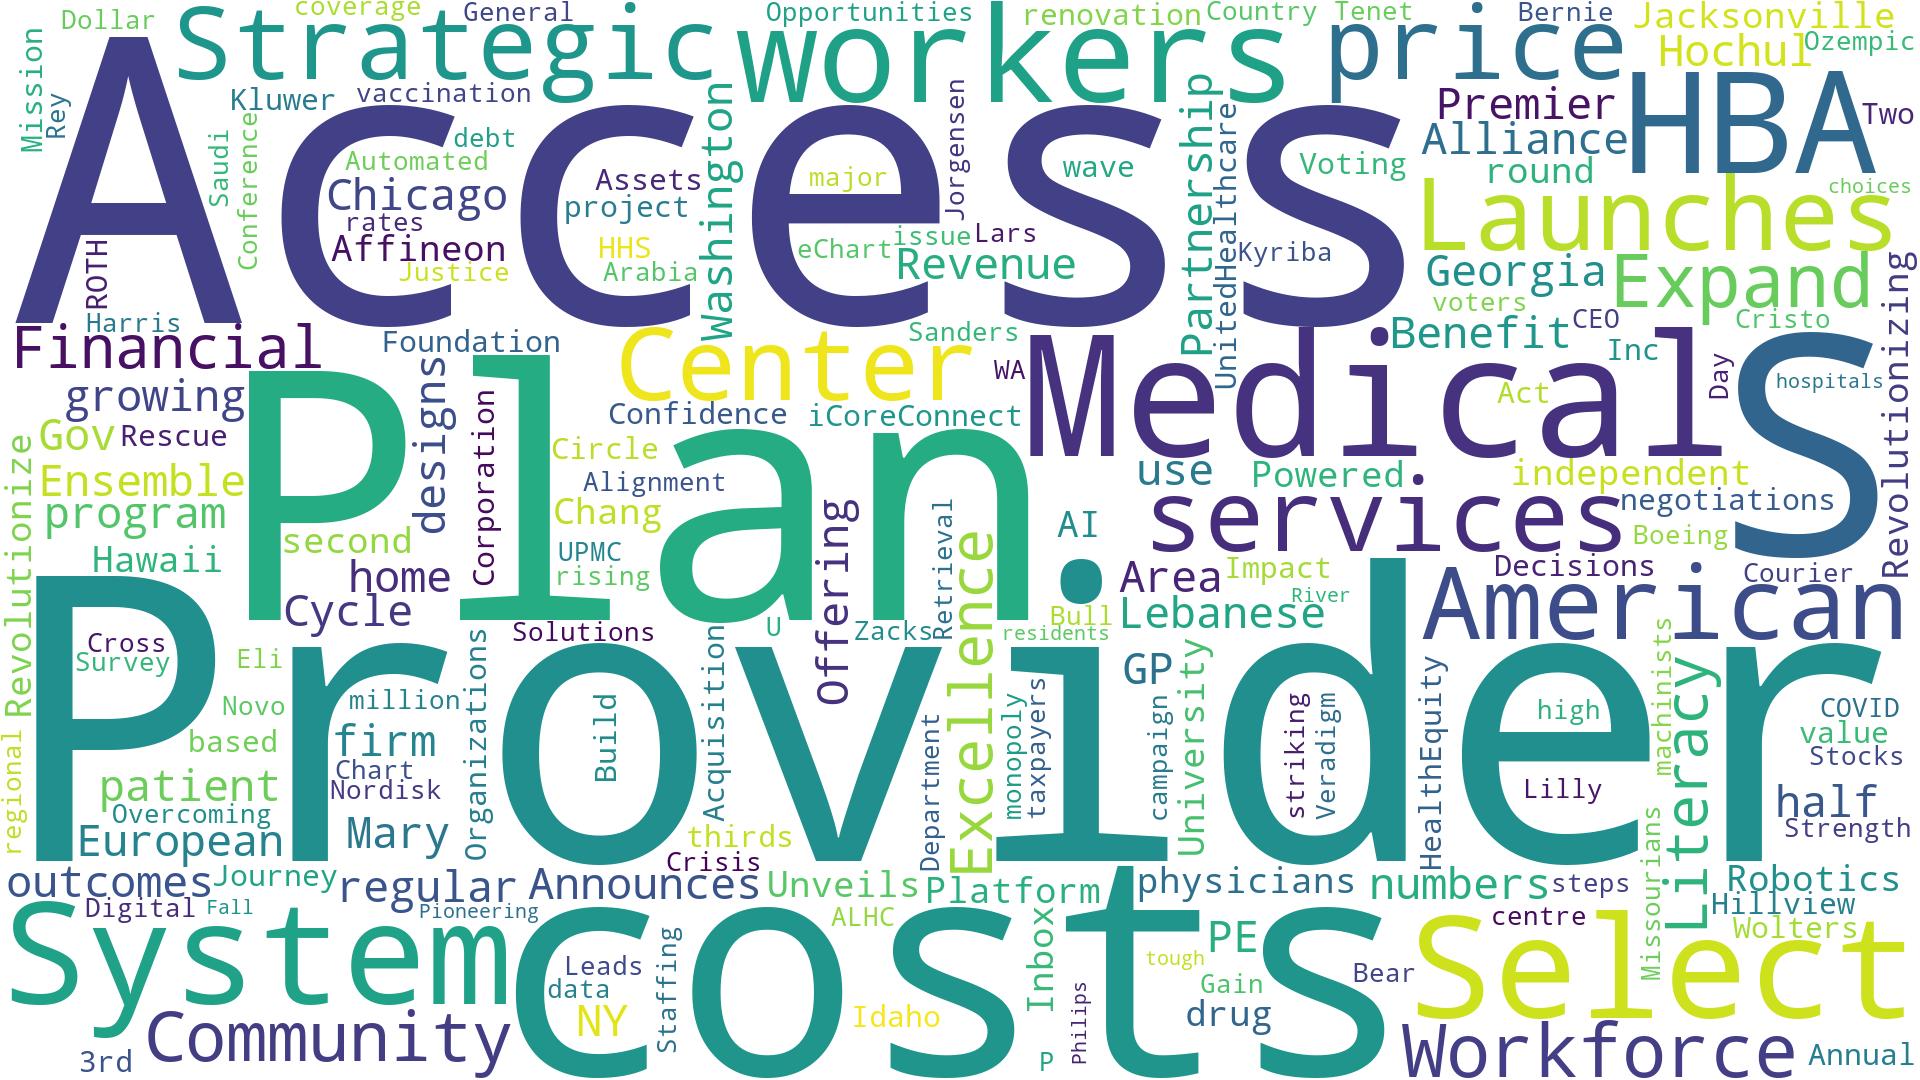 Access
Provider
Plan
costs
Medical
S
System
Select
American
workers
Strategic
price
HBA
Launches
Expand
Center
services
Workforce
Community
Financial
Dollar
coverage
General
Opportunities
renovation
Country
Tenet
Bernie
Jacksonville
Hochul
Ozempic
Mission
Rey
Kluwer
vaccination
Premier
Two
Alliance
round
choices
Saudi
Conference
debt
Automated
Chicago
rates
Affineon
Justice
Assets
project
HHS
Arabia
Washington
major
eChart
issue
Revenue
Jorgensen
Lars
wave
Partnership
UnitedHealthcare
Voting
Kyriba
Georgia
voters
Benefit
CEO
Inc
Cristo
Revolutionizing
ROTH
Harris
Foundation
Sanders
WA
Act
Day
hospitals
growing
designs
Corporation
Confidence
iCoreConnect
Gov
Rescue
Circle
Ensemble
Alignment
program
Chang
second
UPMC
rising
Hawaii
home
Cycle
Revolutionize
Offering
Retrieval
Excellence
AI
use
Powered
independent
negotiations
Boeing
Area
Impact
Decisions
Courier
River
Bull
Lebanese
Solutions
U
Zacks
residents
Cross
Survey
Eli
Organizations
Acquisition
GP
University
HealthEquity
machinists
Literacy
Novo
million
based
firm
Build
Department
monopoly
taxpayers
campaign
striking
Veradigm
high
COVID
value
Stocks
Chart
Nordisk
patient
Overcoming
European
Mary
regional
Lilly
half
Strength
thirds
Crisis
outcomes
Journey
regular
Announces
Unveils
Platform
physicians
numbers
steps
Robotics
Missourians
Hillview
Wolters
Digital
Fall
Pioneering
ALHC
centre
PE
Leads
data
Staffing
NY
Idaho
Inbox
P
Philips
tough
Gain
drug
Bear
3rd
Annual